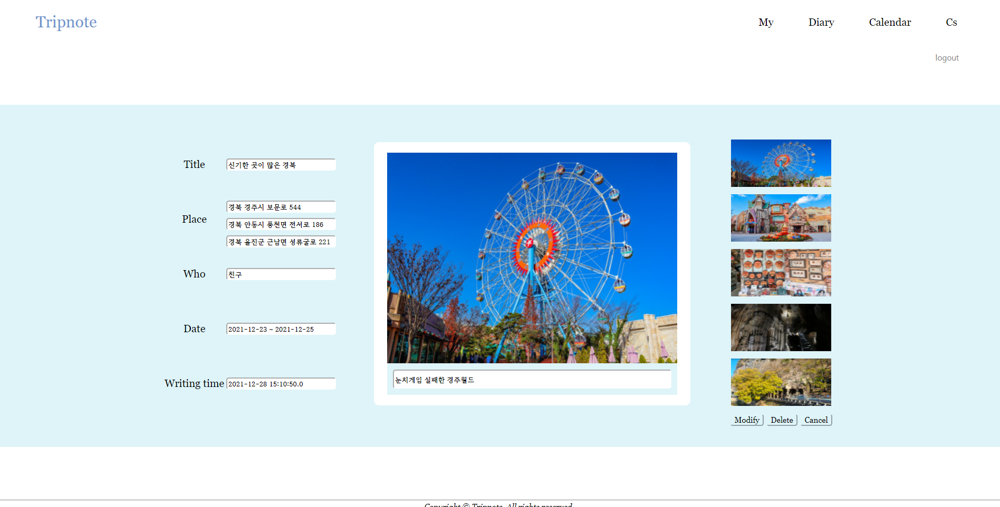 Tripnote
My
Diary
Calendar
Cs
logout
Title
신기한 곳이 많은 경북
Place
경북 경주시 보문로 544
경북 안동시 풍천면 전서로 186
경북 울진군 근남면 성류굴로 221
Who
친구
Date
2021-12-23 ~ 2021-12-25
Writing time
2021-12-28 15:10:50.0
눈치게임 실패한 경주월드
Modify
Delete
Cancel
Copyright © Tripnote. All rights reserved.